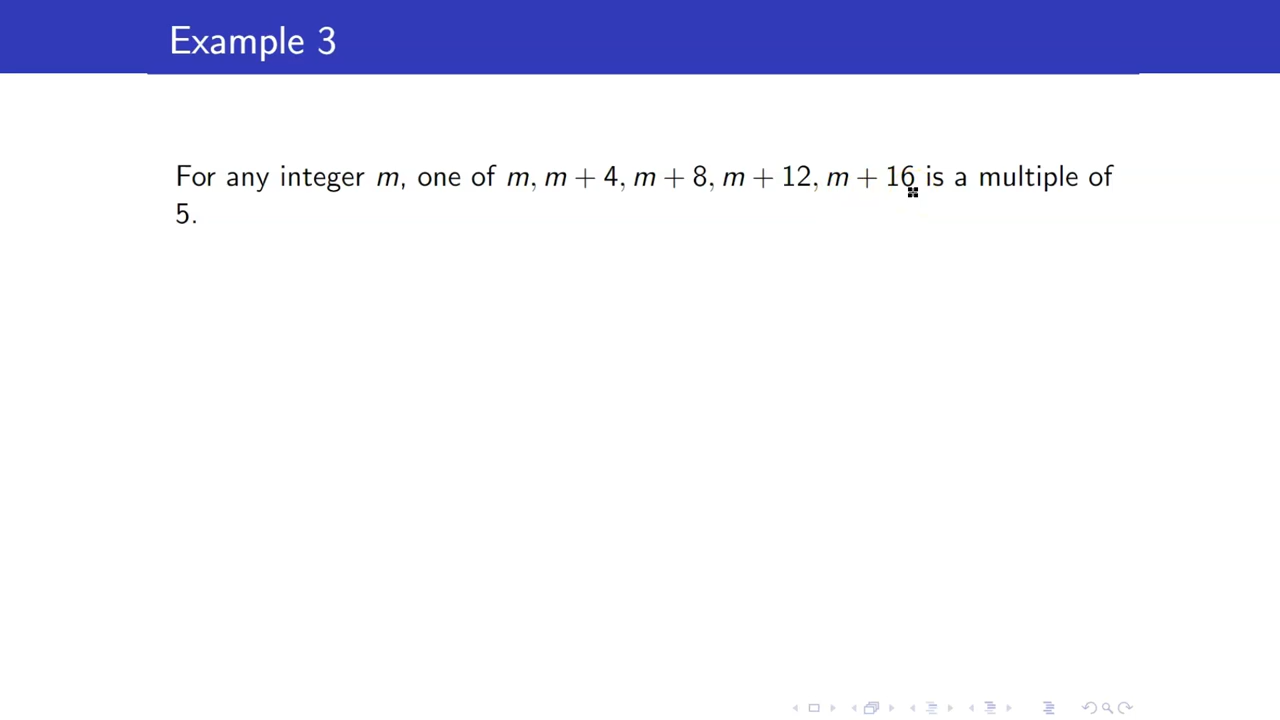 Example 3
For any integer m, one of m, m + 4, m + 8, m + 12, m + 16 is a multiple of
5.